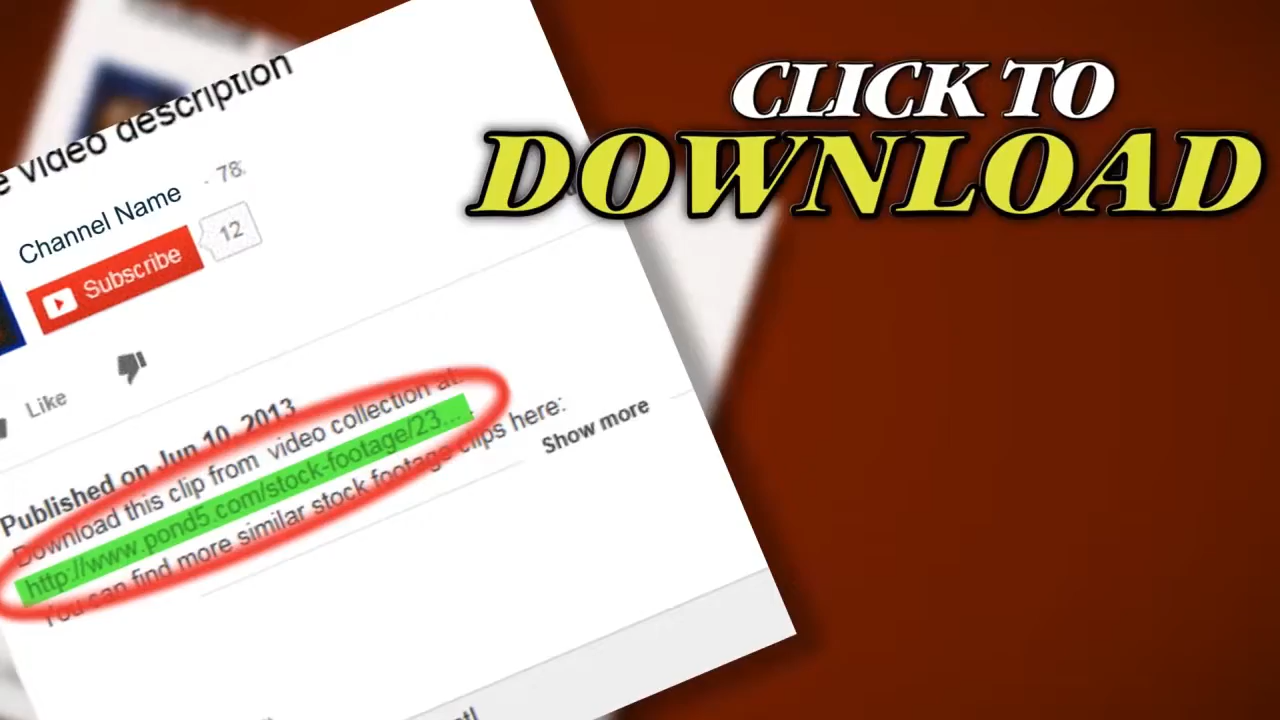 CLICK TO
DOWNLOAD
video description
Channel Name
Subscribe
12
Like
Published on Jun 10, 2013
Download this clip from video collection at:
http://www.pond5.com/stock-footage/23...
You can find more similar stock footage clips here:
Show more